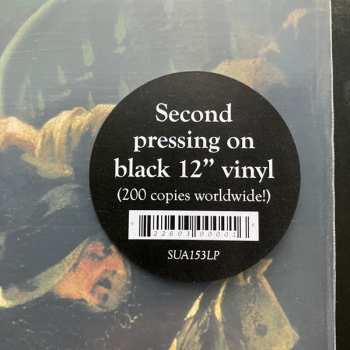 Second
pressing on
black 12” vinyl
(200 copies worldwide!)
SUA153LP